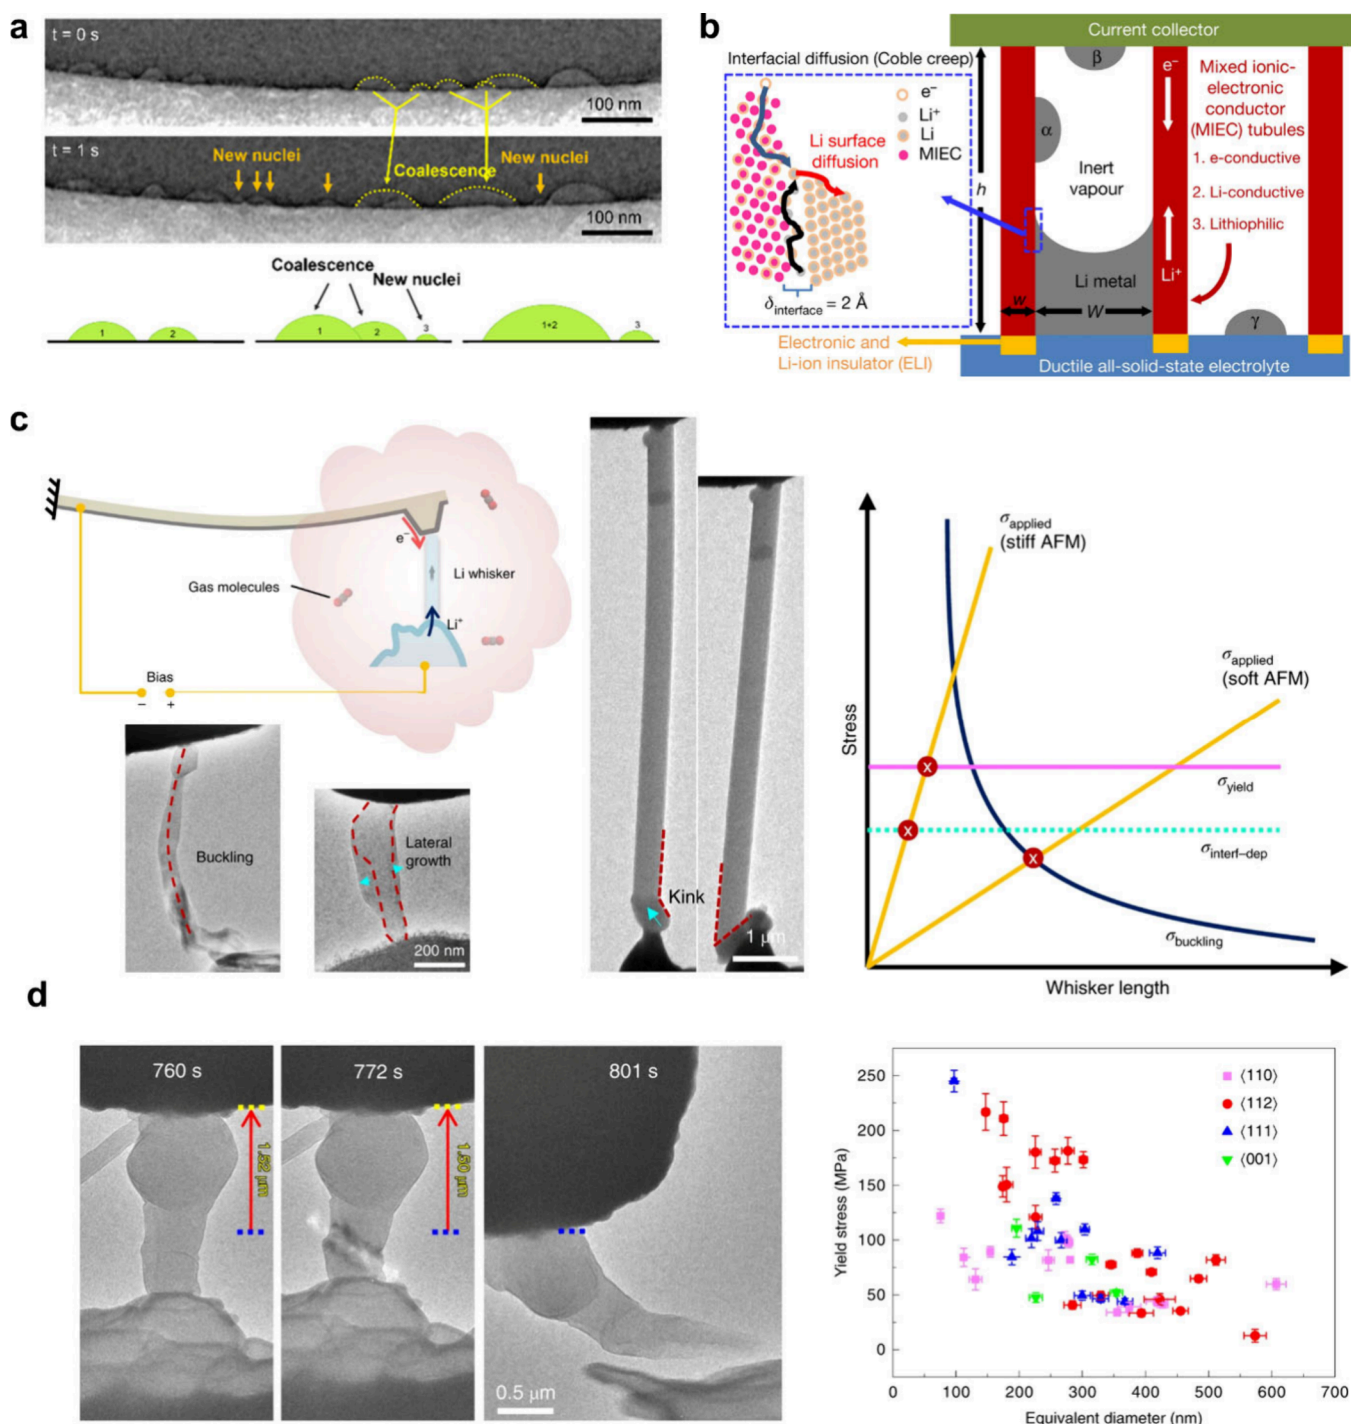 a
t = 0 s
100 nm
t = 1 s
New nuclei
Coalescence
New nuclei
100 nm
Coalescence
New nuclei
1
2
1
2
3
1+2
3
b
Current collector
Interfacial diffusion (Coble creep)
e⁻
Li⁺
Li
MIEC
Li surface
diffusion
δinterface = 2 Å
β
α
h
Inert
vapour
Li metal
w
W
e⁻
Li⁺
Mixed ionic-
electronic
conductor
(MIEC) tubules
1. e-conductive
2. Li-conductive
3. Lithiophilic
γ
Electronic and
Li-ion insulator (ELI)
Ductile all-solid-state electrolyte
c
e⁻
Gas molecules
Li whisker
Li⁺
Bias
− +
Buckling
Lateral
growth
200 nm
Kink
1 μm
σapplied
(stiff AFM)
σapplied
(soft AFM)
Stress
x
σyield
x
σinterf–dep
x
σbuckling
Whisker length
d
760 s
1.52 μm
772 s
1.50 μm
801 s
0.5 μm
Yield stress (MPa)
250
200
150
100
50
0
⟨110⟩
⟨112⟩
⟨111⟩
⟨001⟩
0 100 200 300 400 500 600 700
Equivalent diameter (nm)